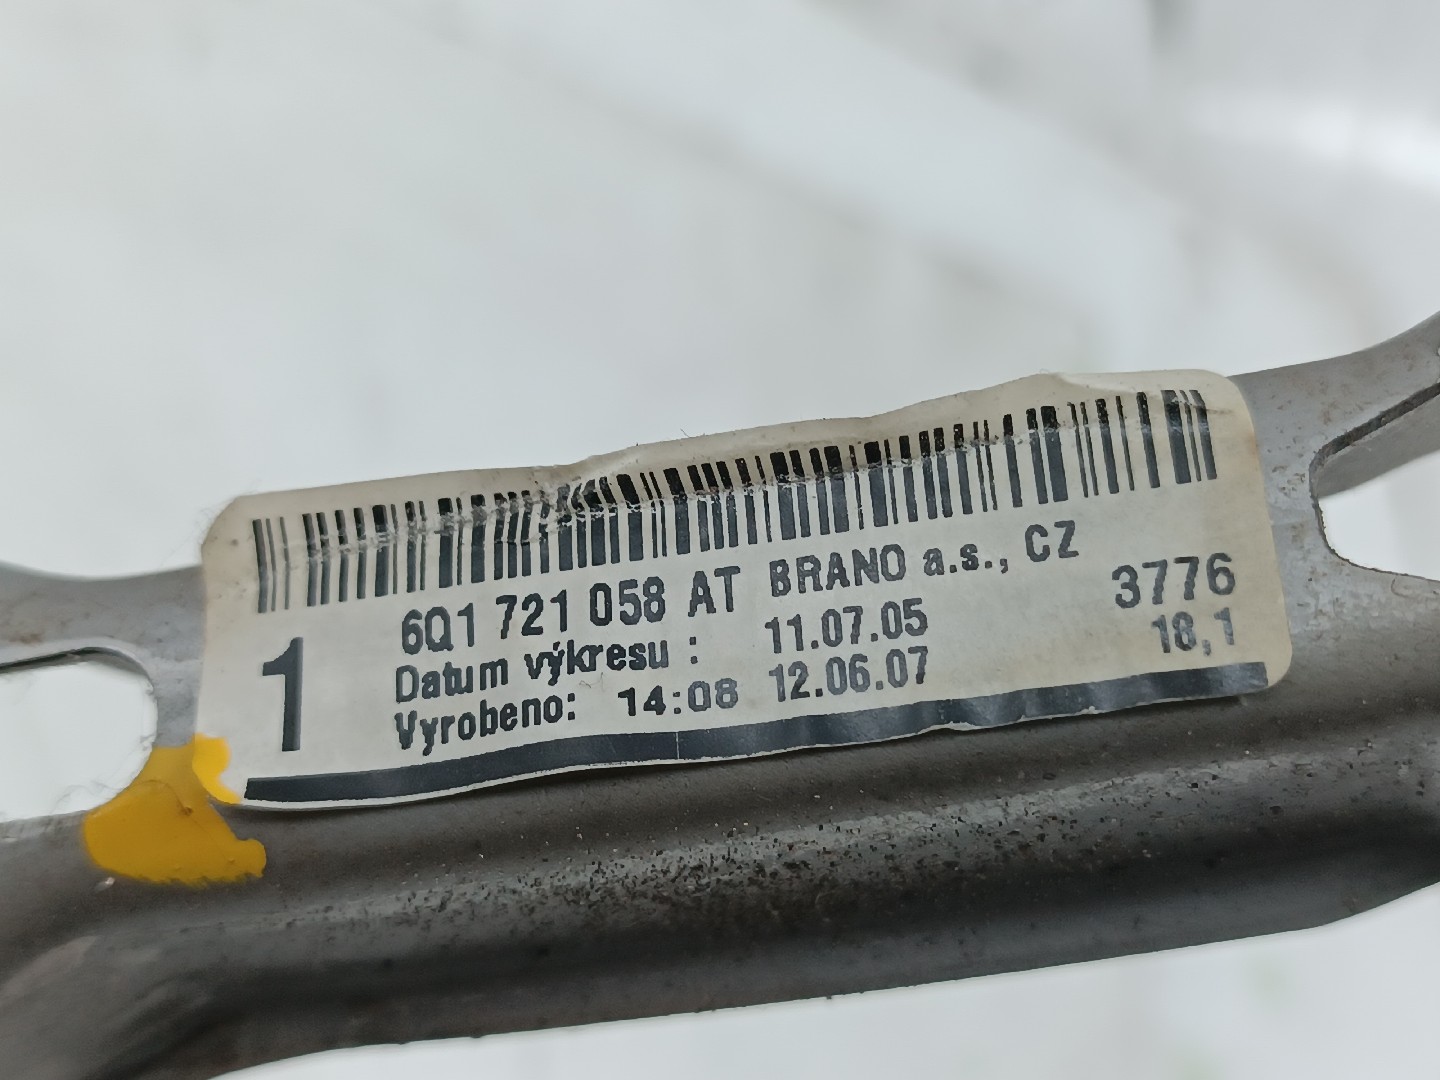 6Q1 721 058 AT BRANO a.s., CZ
1
Datum výkresu : 11.07.05 3776
Vyrobeno: 14:08 12.06.07 18,1